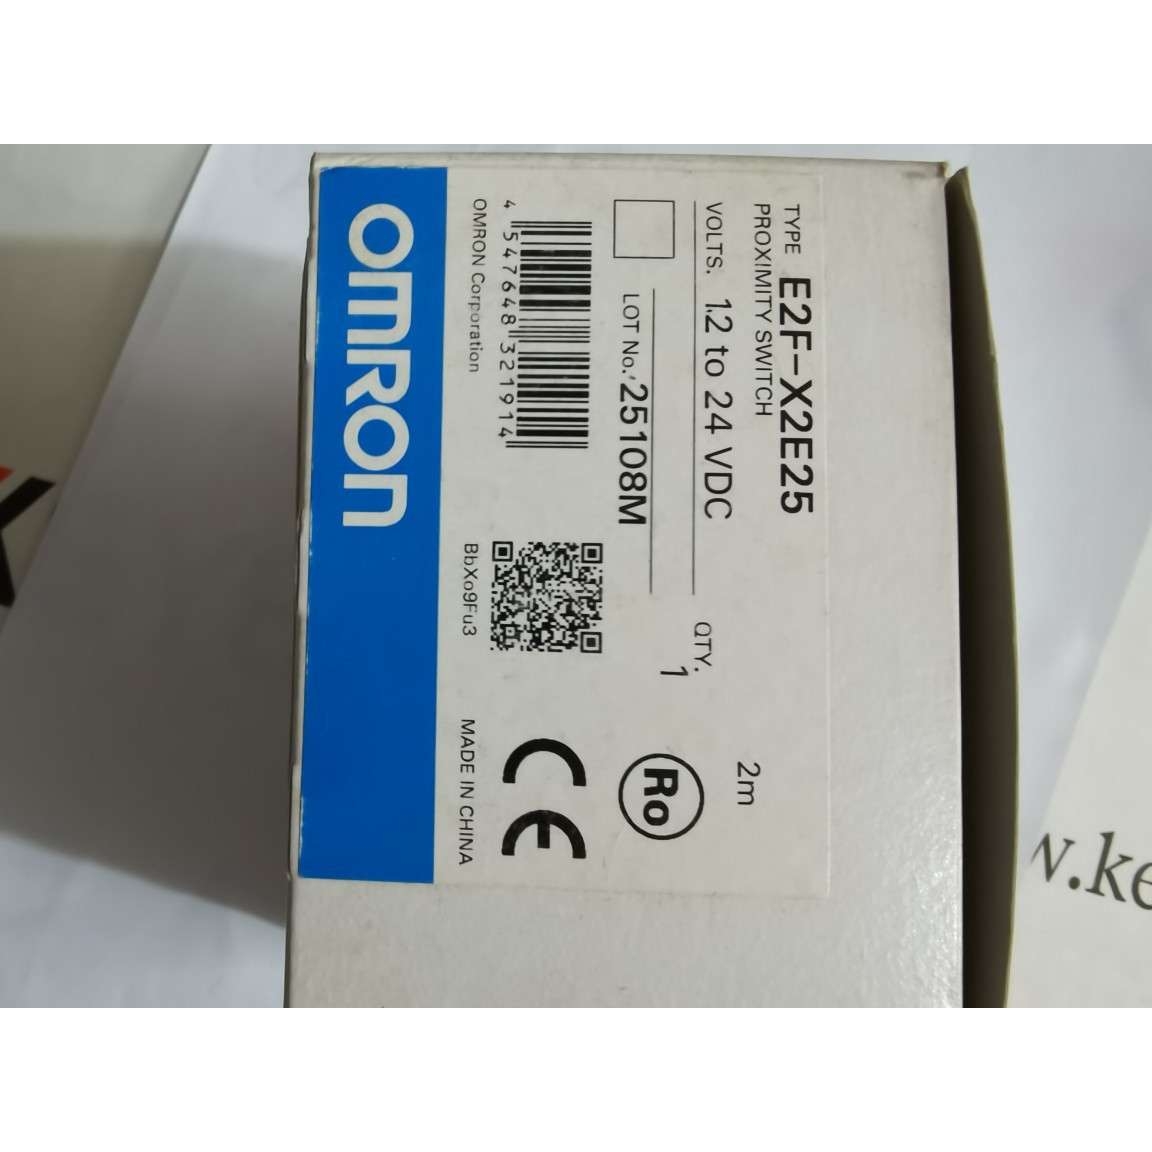 TYPE E2F-X2E25
PROXIMITY SWITCH
2m
VOLTS. 12 to 24 VDC
QTY. 1
LOT No. 25108M
Ro
4 547648 321914
BbXo9Fu3
CE
OMRON Corporation
MADE IN CHINA
OMRON
w.ke